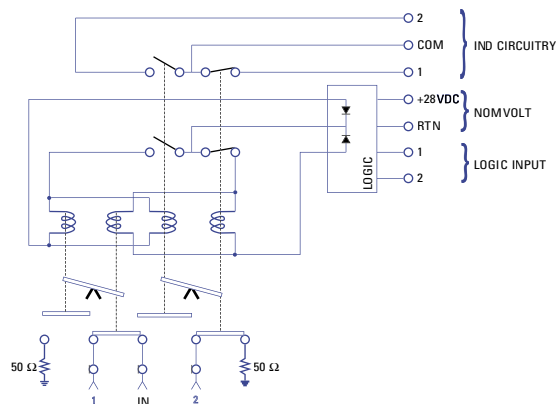 2
COM
IND CIRCUITRY
1
+28VDC
NOMVOLT
RTN
1
LOGIC INPUT
2
LOGIC
50 Ω
50 Ω
1
IN
2